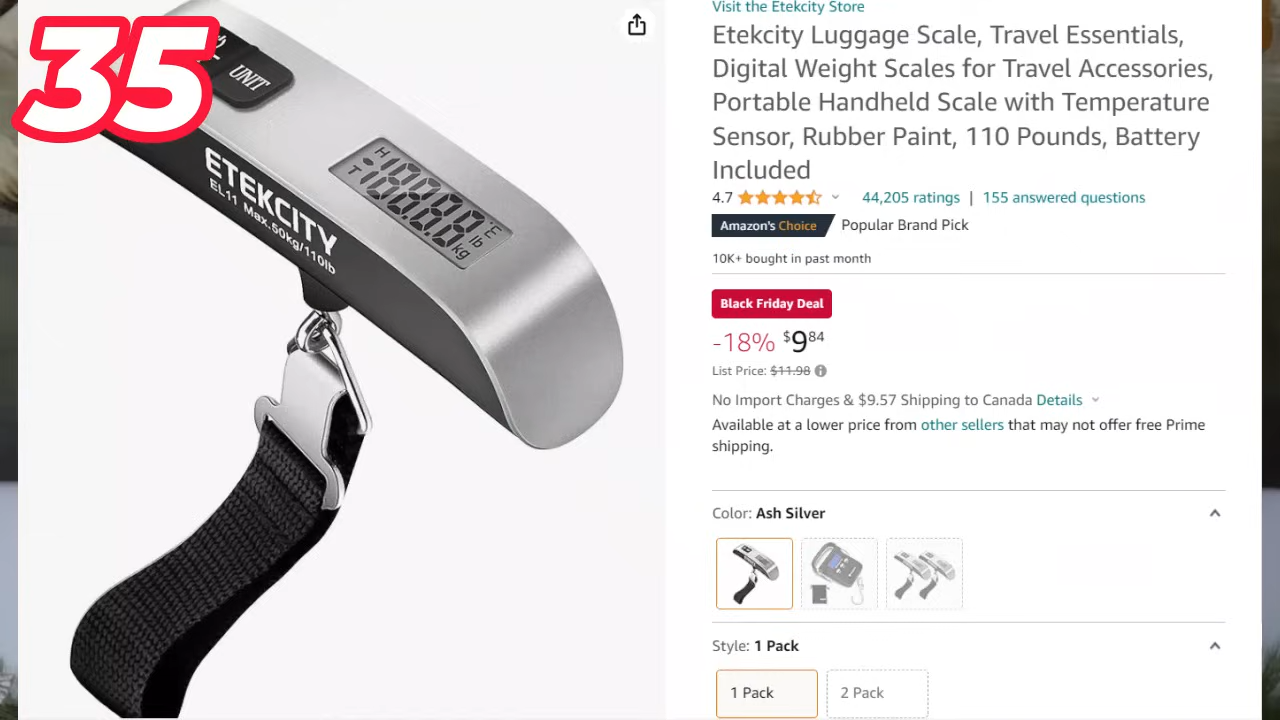 35
UNIT
ETEKCITY
EL11 Max.50kg/110lb
H
T
188.8.8
°E
lb
kg
Visit the Etekcity Store
Etekcity Luggage Scale, Travel Essentials,
Digital Weight Scales for Travel Accessories,
Portable Handheld Scale with Temperature
Sensor, Rubber Paint, 110 Pounds, Battery
Included
4.7 44,205 ratings | 155 answered questions
Amazon's Choice Popular Brand Pick
10K+ bought in past month
Black Friday Deal
-18% $9 84
List Price: $11.98
No Import Charges & $9.57 Shipping to Canada Details
Available at a lower price from other sellers that may not offer free Prime
shipping.
Color: Ash Silver
Style: 1 Pack
1 Pack 2 Pack